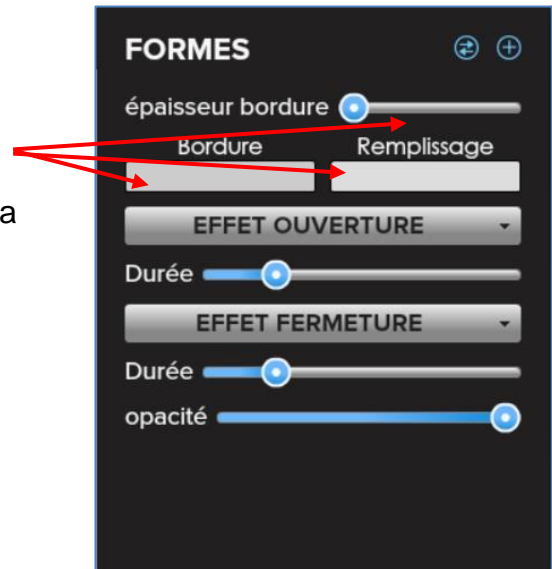 FORMES
épaisseur bordure
Bordure Remplissage
a
EFFET OUVERTURE
Durée
EFFET FERMETURE
Durée
opacité